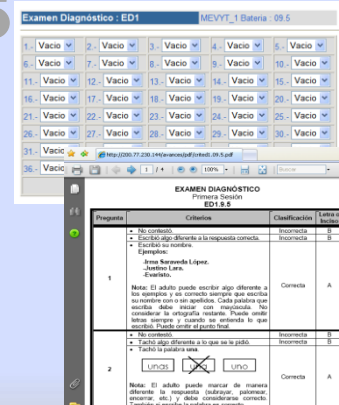 Examen Diagnóstico : ED1 MEVYT_1 Bateria : 09.5
1.- Vacio 2.- Vacio 3.- Vacio 4.- Vacio 5.- Vacio
6.- Vacio 7.- Vacio 8.- Vacio 9.- Vacio 10.- Vacio
11.- Vacio 12.- Vacio 13.- Vacio 14.- Vacio 15.- Vacio
16.- Vacio 17.- Vacio 18.- Vacio 19.- Vacio 20.- Vacio
21.- Vacio 22.- Vacio 23.- Vacio 24.- Vacio 25.- Vacio
26.- Vacio 27.- Vacio 28.- Vacio 29.- Vacio 30.- Vacio
31.- Vacio
36.- Vacio
http://200.77.230.144/avances/pdf/crited1.09.5.pdf
1 / 4 100% Buscar
EXAMEN DIAGNÓSTICO
Primera Sesión
ED1.9.5
Pregunta Criterios Clasificación Letra o Inciso
• No contestó. Incorrecta B
• Escribió algo diferente a la respuesta correcta. Incorrecta B
• Escribió su nombre.
Ejemplos:
-Irma Saraveda López.
-Justino Lara.
-Evaristo.
1 Correcta A
Nota: El adulto puede escribir algo diferente a
los ejemplos y es correcto siempre que escriba
su nombre con o sin apellidos. Cada palabra que
escriba debe iniciar con mayúscula. No
considerar la ortografía restante. Puede omitir
letras siempre y cuando se entienda lo que
escribió. Puede omitir el punto final.
• No contestó. Incorrecta B
• Tachó algo diferente a lo que se le pidió. Incorrecta B
• Tachó la palabra una.
unas una uno
2 Correcta A
Nota: El adulto puede marcar de manera
diferente la respuesta (subrayar, palomear,
encerrar, etc.) y debe considerarse correcto.